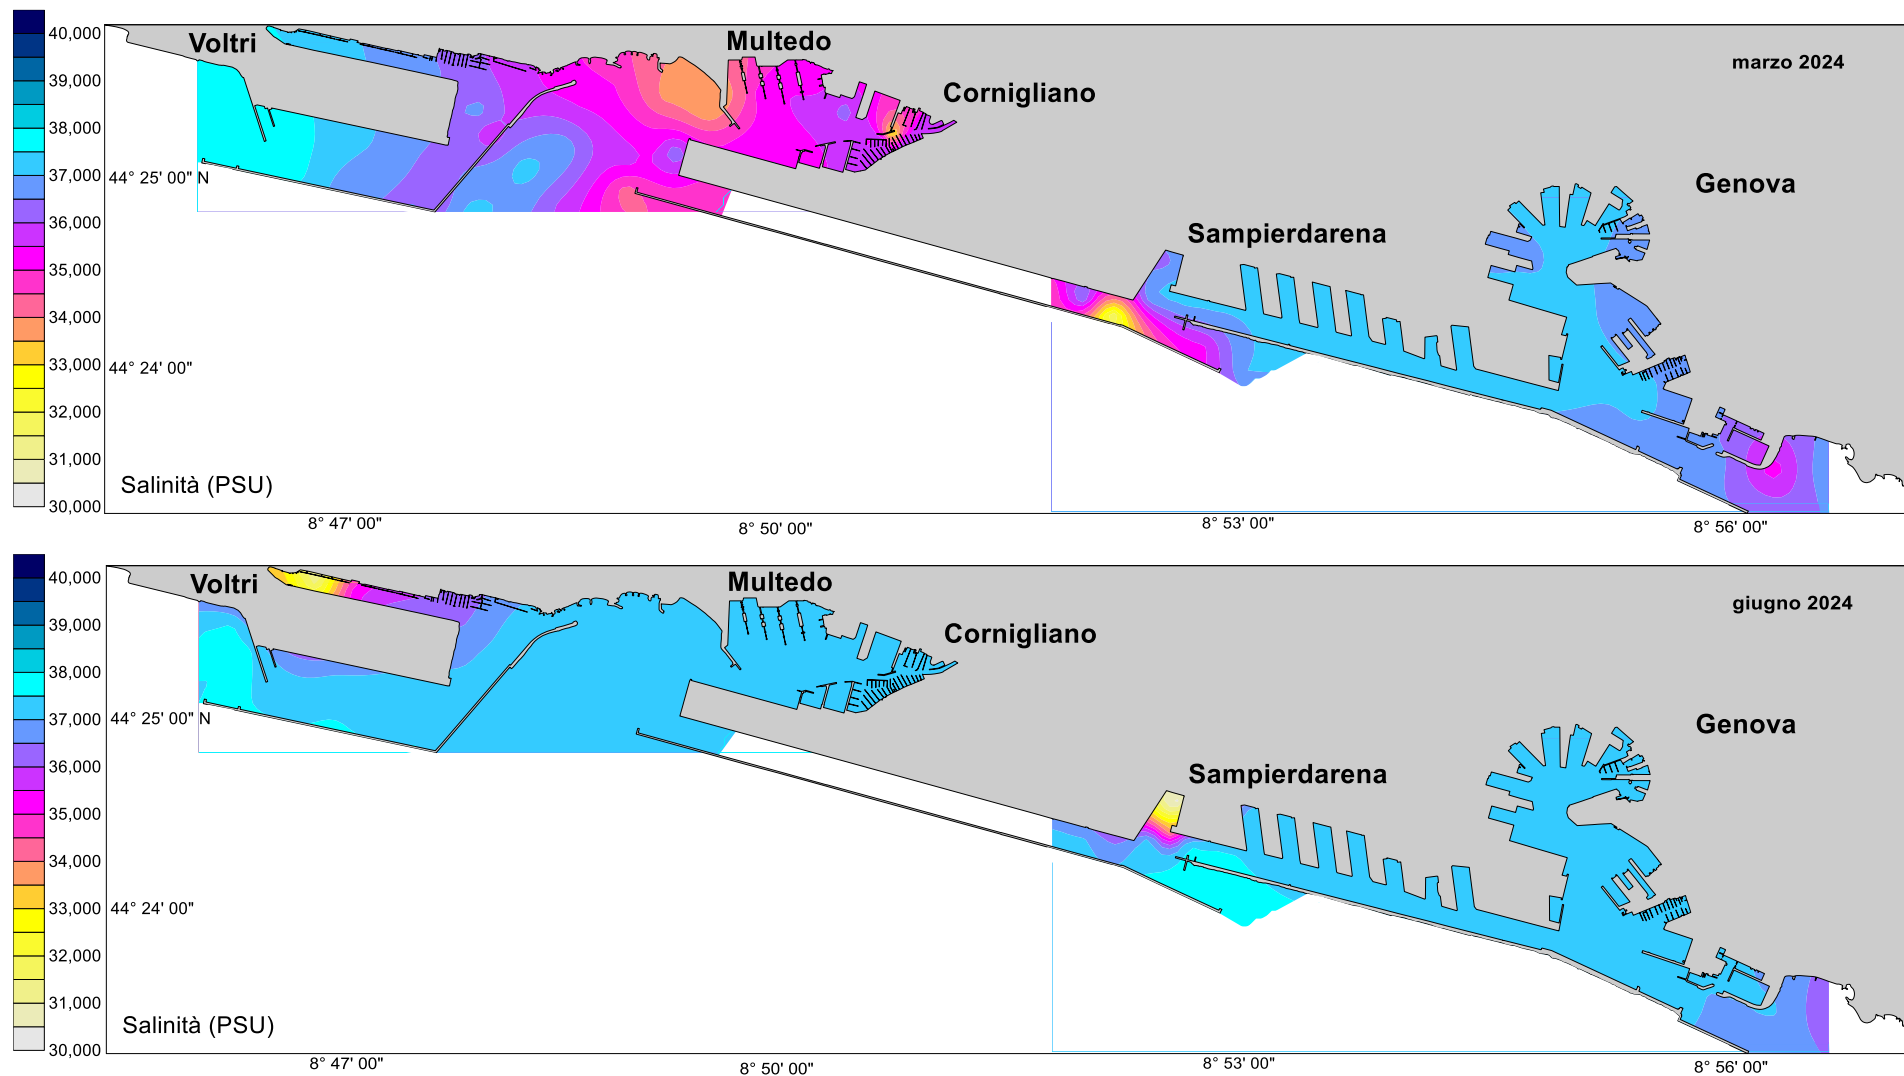 Voltri
Multedo
Cornigliano
marzo 2024
Genova
Sampierdarena
40,000
39,000
38,000
37,000
36,000
35,000
34,000
33,000
32,000
31,000
30,000
44° 25' 00" N
44° 24' 00"
Salinità (PSU)
8° 47' 00"
8° 50' 00"
8° 53' 00"
8° 56' 00"
Voltri
Multedo
Cornigliano
giugno 2024
Genova
Sampierdarena
40,000
39,000
38,000
37,000
36,000
35,000
34,000
33,000
32,000
31,000
30,000
44° 25' 00" N
44° 24' 00"
Salinità (PSU)
8° 47' 00"
8° 50' 00"
8° 53' 00"
8° 56' 00"